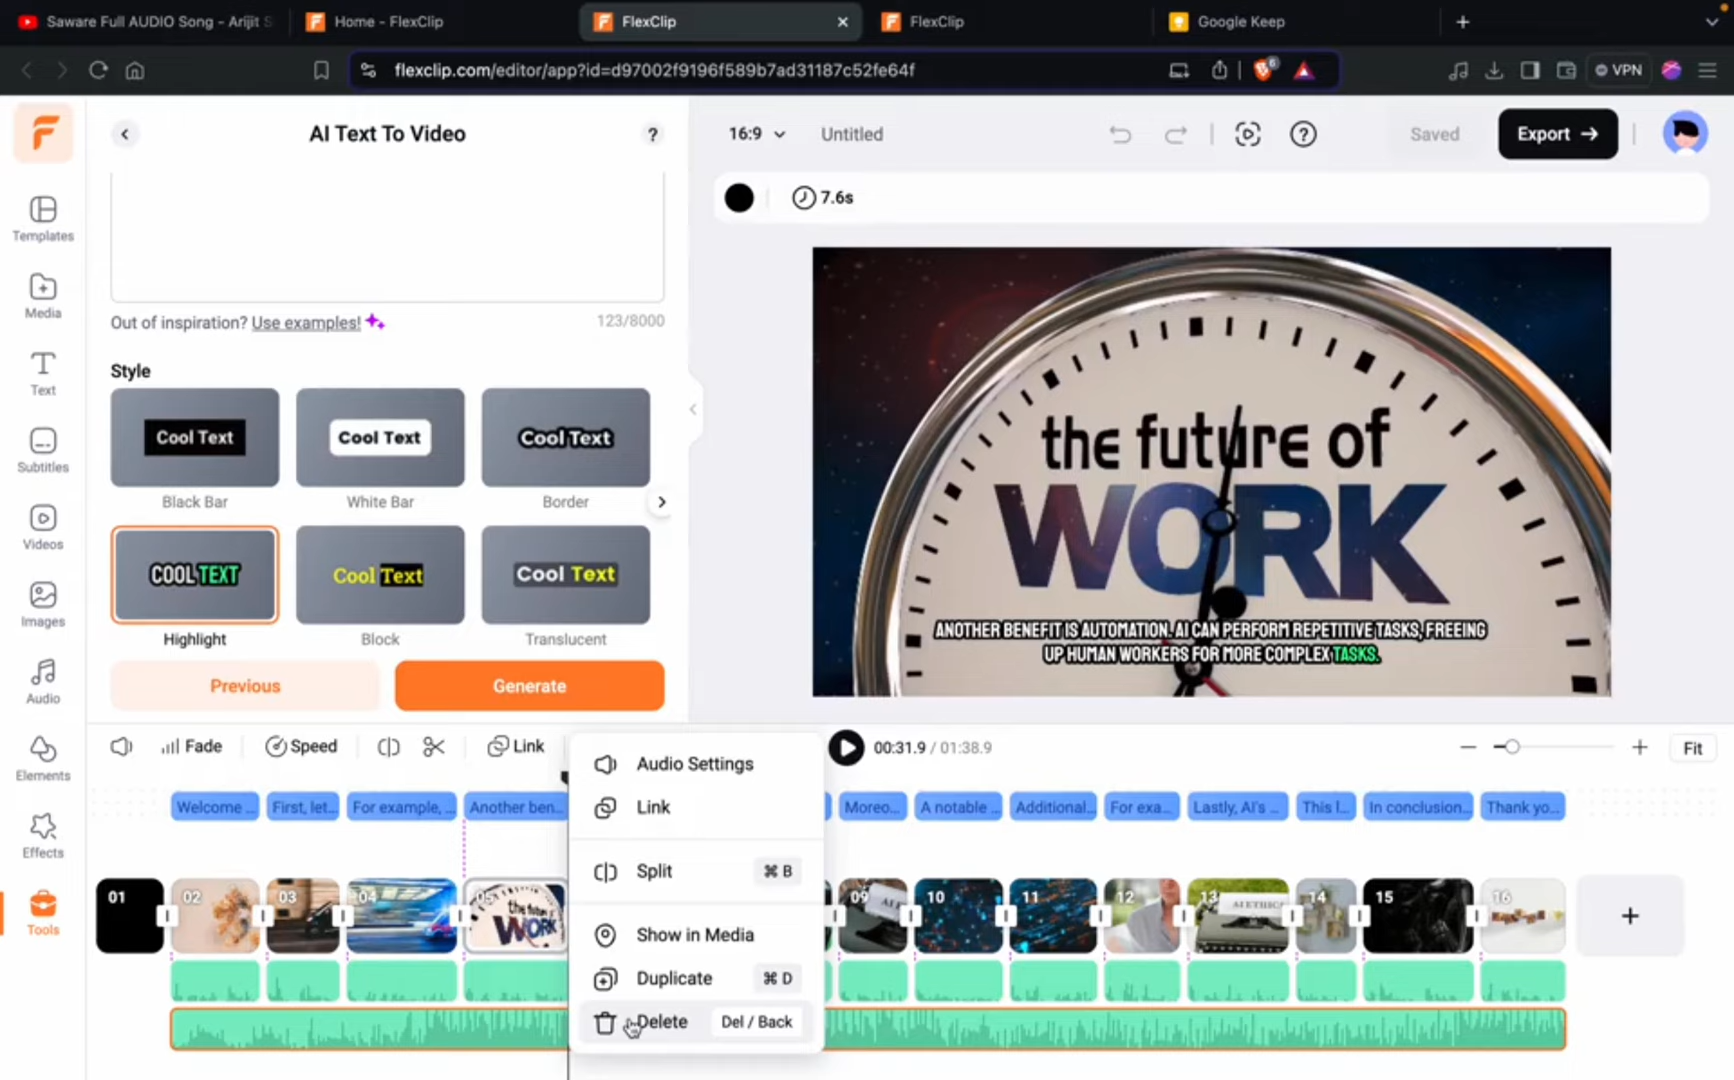 Saware Full AUDIO Song - Arijit S
Home - FlexClip
FlexClip
FlexClip
Google Keep
flexclip.com/editor/app?id=d97002f9196f589b7ad31187c52fe64f
6
VPN
AI Text To Video
?
16:9
Untitled
?
Saved
Export →
7.6s
Templates
Media
Text
Subtitles
Videos
Images
Audio
Elements
Effects
Tools
Out of inspiration? Use examples!
123/8000
Style
Cool Text
Cool Text
Cool Text
Black Bar
White Bar
Border
COOL TEXT
Cool Text
Cool Text
Highlight
Block
Translucent
Previous
Generate
the future of
WORK
ANOTHER BENEFIT IS AUTOMATION. AI CAN PERFORM REPETITIVE TASKS, FREEING
UP HUMAN WORKERS FOR MORE COMPLEX TASKS.
Fade
Speed
Link
00:31.9 / 01:38.9
Fit
Audio Settings
Link
Split
⌘ B
Show in Media
Duplicate
⌘ D
Delete
Del / Back
Welcome ...
First, let...
For example, ...
Another ben...
Moreo...
A notable ...
Additional...
For exa...
Lastly, AI's ...
This l...
In conclusion...
Thank yo...
01
02
03
04
05
the future of
WORK
09
10
11
12
13
AI ETHICS
14
15
16